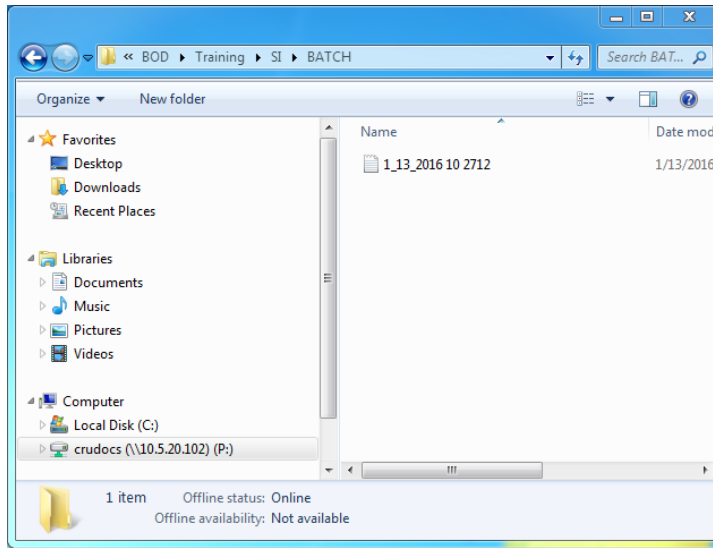 « BOD ▸ Training ▸ SI ▸ BATCH
Search BAT...
Organize
New folder
Favorites
Desktop
Downloads
Recent Places
Libraries
Documents
Music
Pictures
Videos
Computer
Local Disk (C:)
crudocs (\\10.5.20.102) (P:)
Name Date mod
1_13_2016 10 2712 1/13/2016
1 item Offline status: Online
Offline availability: Not available